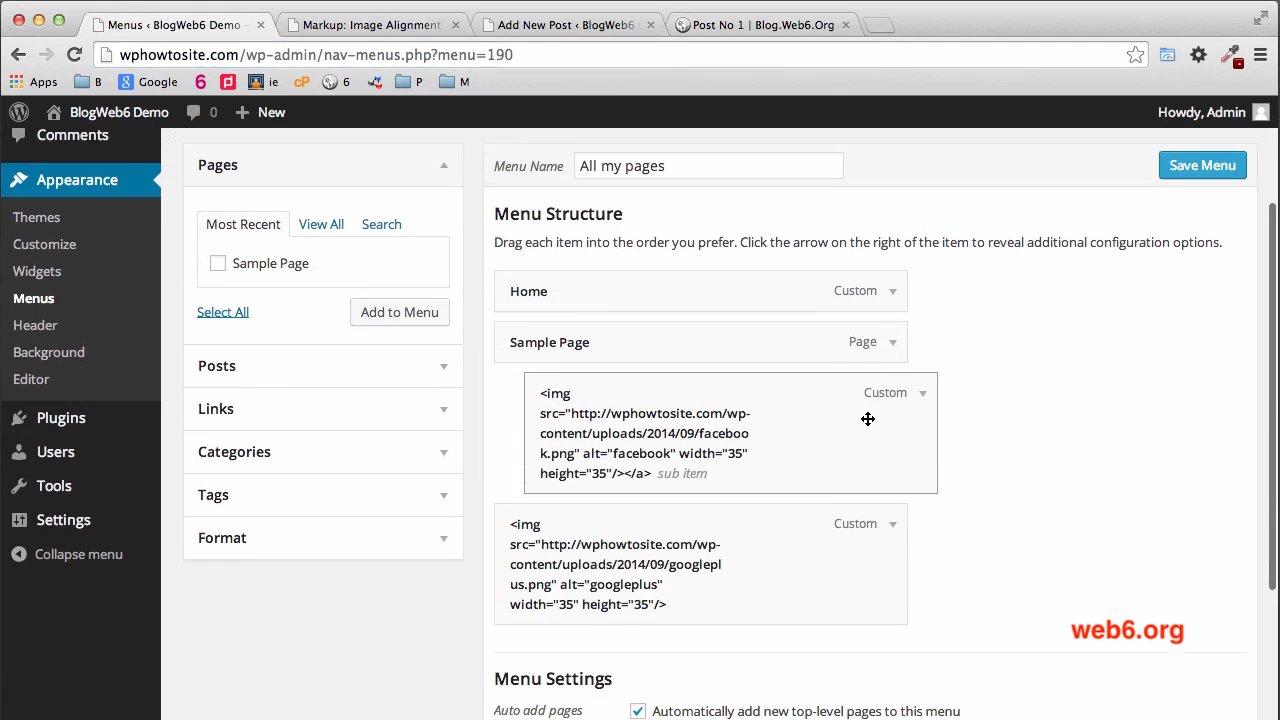 Menus ‹ BlogWeb6 Demo
Markup: Image Alignment
Add New Post ‹ BlogWeb6
Post No 1 | Blog.Web6.Org
wphowtosite.com/wp-admin/nav-menus.php?menu=190
Apps
B
Google
6
ie
cP
6
P
M
BlogWeb6 Demo
0
New
Howdy, Admin
Comments
Appearance
Themes
Customize
Widgets
Menus
Header
Background
Editor
Plugins
Users
Tools
Settings
Collapse menu
Pages
Most Recent
View All
Search
Sample Page
Select All
Add to Menu
Posts
Links
Categories
Tags
Format
Menu Name
All my pages
Save Menu
Menu Structure
Drag each item into the order you prefer. Click the arrow on the right of the item to reveal additional configuration options.
Home
Custom
Sample Page
Page
<img
Custom
src="http://wphowtosite.com/wp-
content/uploads/2014/09/faceboo
k.png" alt="facebook" width="35"
height="35"/></a> sub item
<img
Custom
src="http://wphowtosite.com/wp-
content/uploads/2014/09/googlepl
us.png" alt="googleplus"
width="35" height="35"/>
web6.org
Menu Settings
Auto add pages
Automatically add new top-level pages to this menu